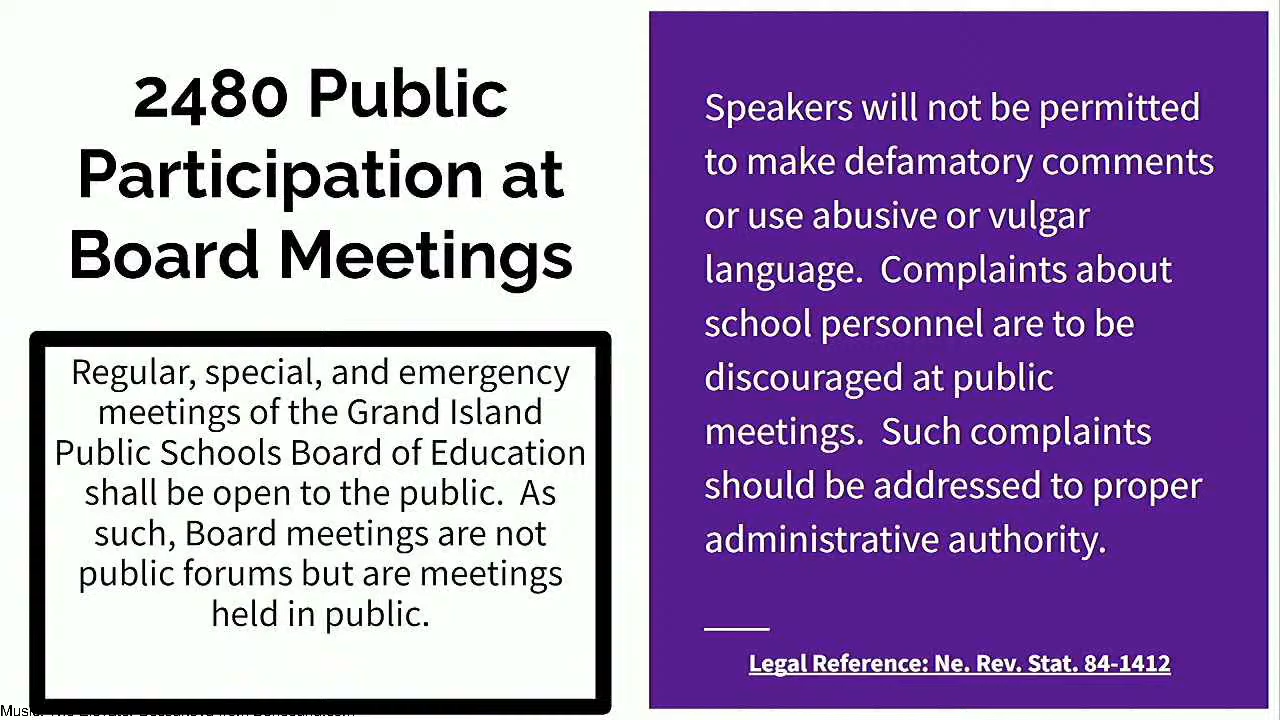 2480 Public
Participation at
Board Meetings
Regular, special, and emergency
meetings of the Grand Island
Public Schools Board of Education
shall be open to the public.  As
such, Board meetings are not
public forums but are meetings
held in public.
Speakers will not be permitted
to make defamatory comments
or use abusive or vulgar
language.  Complaints about
school personnel are to be
discouraged at public
meetings.  Such complaints
should be addressed to proper
administrative authority.
Legal Reference: Ne. Rev. Stat. 84-1412